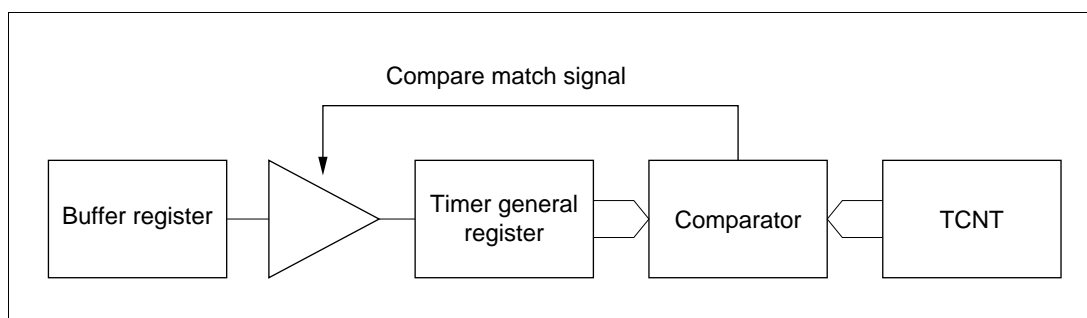 Compare match signal
Buffer register
Timer general
register
Comparator
TCNT